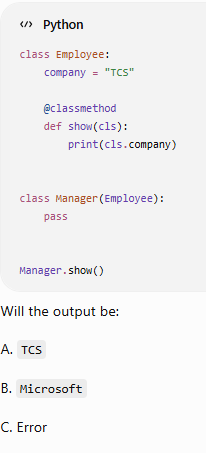 </> Python
class Employee:
    company = "TCS"

    @classmethod
    def show(cls):
        print(cls.company)

class Manager(Employee):
    pass

Manager.show()
Will the output be:
A. TCS
B. Microsoft
C. Error